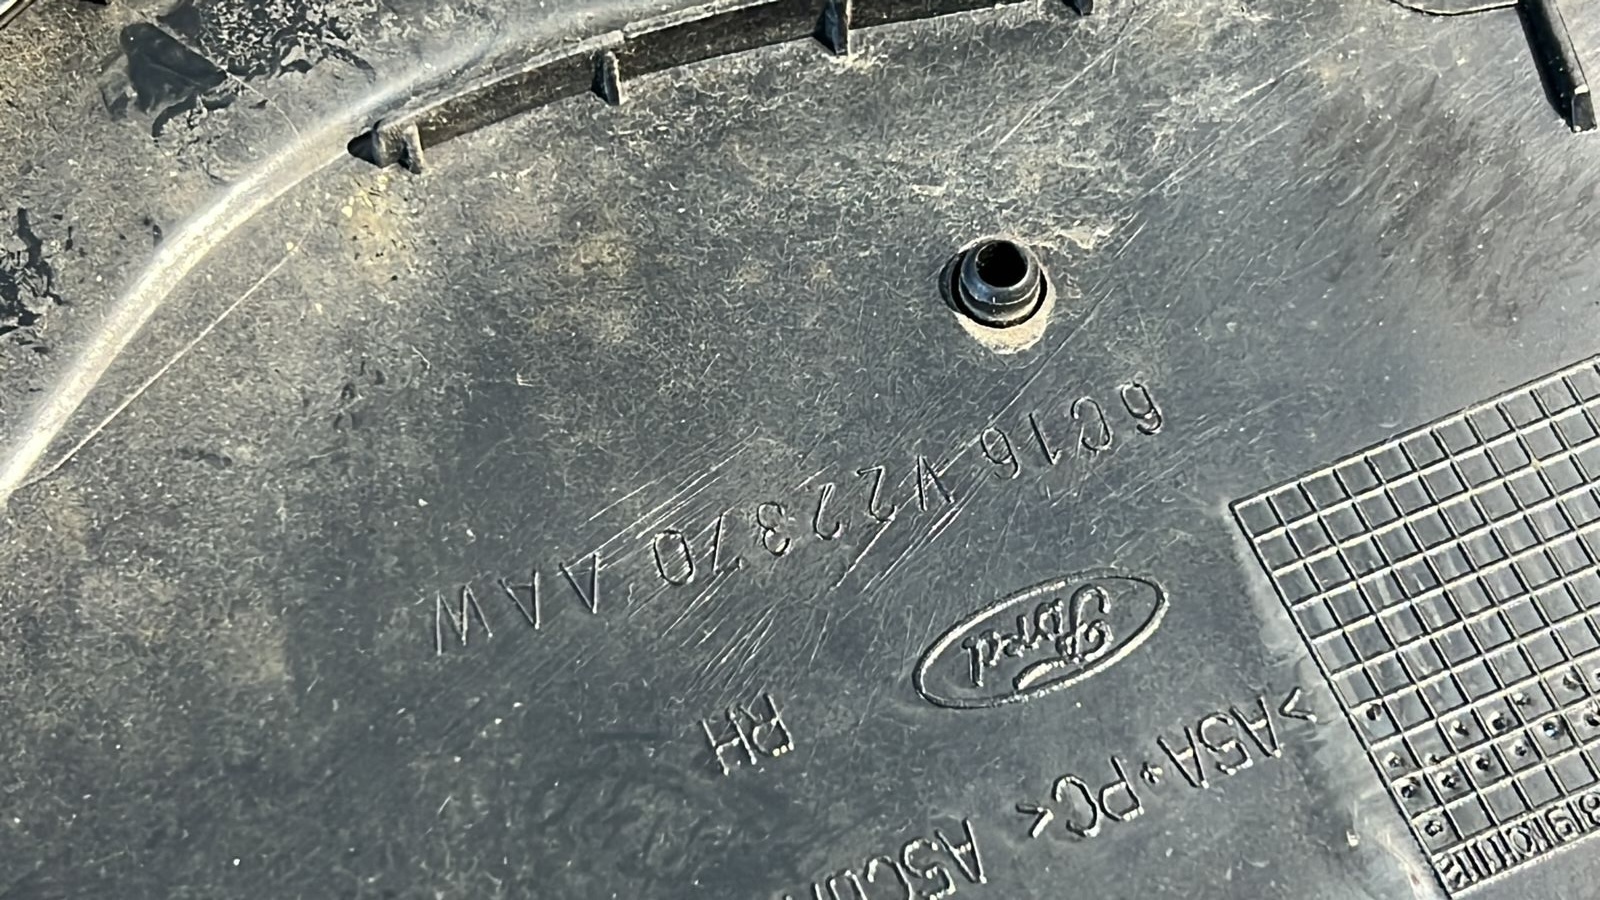 6C16 V22370 AAW
Ford
RH
>ASA+PC<